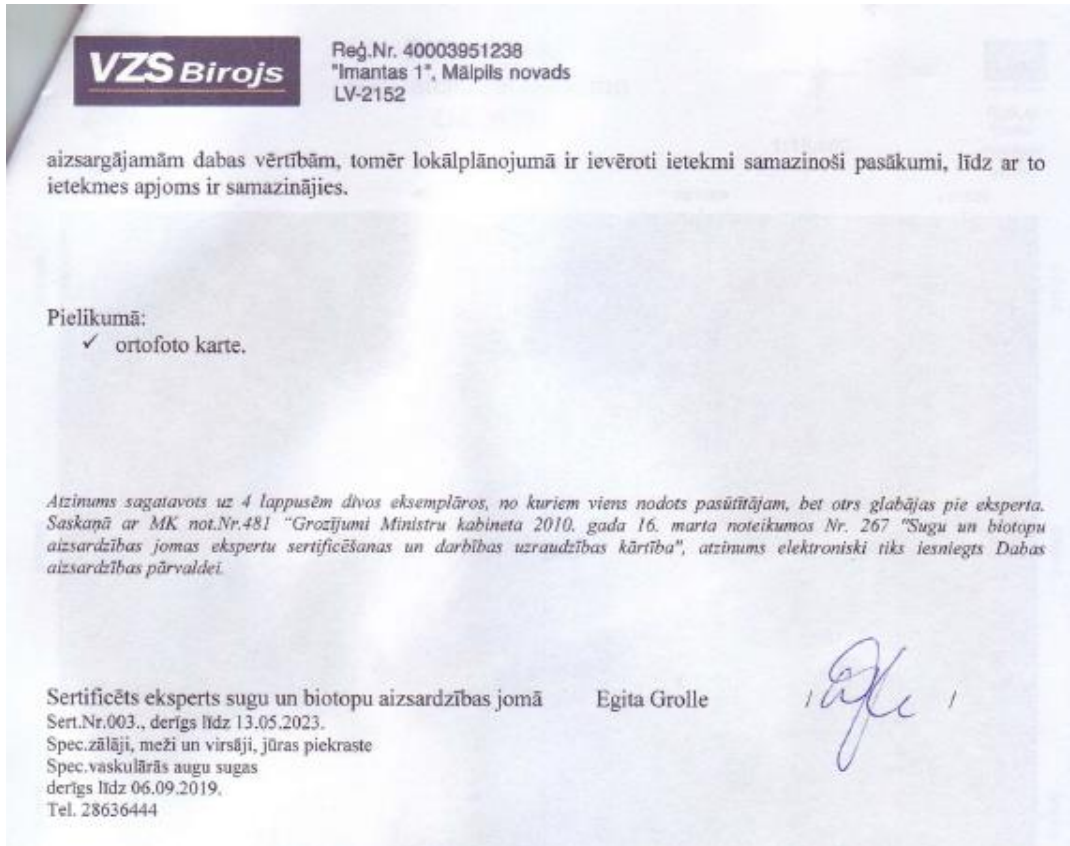 VZS Birojs
Reģ.Nr. 40003951238
"Imantas 1", Mālpils novads
LV-2152
aizsargājamām dabas vērtībām, tomēr lokālplānojumā ir ievēroti ietekmi samazinoši pasākumi, līdz ar to
ietekmes apjoms ir samazinājies.
Pielikumā:
✓ ortofoto karte.
Atzinums sagatavots uz 4 lappusēm divos eksemplāros, no kuriem viens nodots pasūtītājam, bet otrs glabājas pie eksperta.
Saskaņā ar MK not.Nr.481 "Grozījumi Ministru kabineta 2010. gada 16. marta noteikumos Nr. 267 "Sugu un biotopu
aizsardzības jomas ekspertu sertificēšanas un darbības uzraudzības kārtība", atzinums elektroniski tiks iesniegts Dabas
aizsardzības pārvaldei.
Sertificēts eksperts sugu un biotopu aizsardzības jomā Egita Grolle / /
Sert.Nr.003., derīgs līdz 13.05.2023.
Spec.zālāji, meži un virsāji, jūras piekraste
Spec.vaskulārās augu sugas
derīgs līdz 06.09.2019.
Tel. 28636444